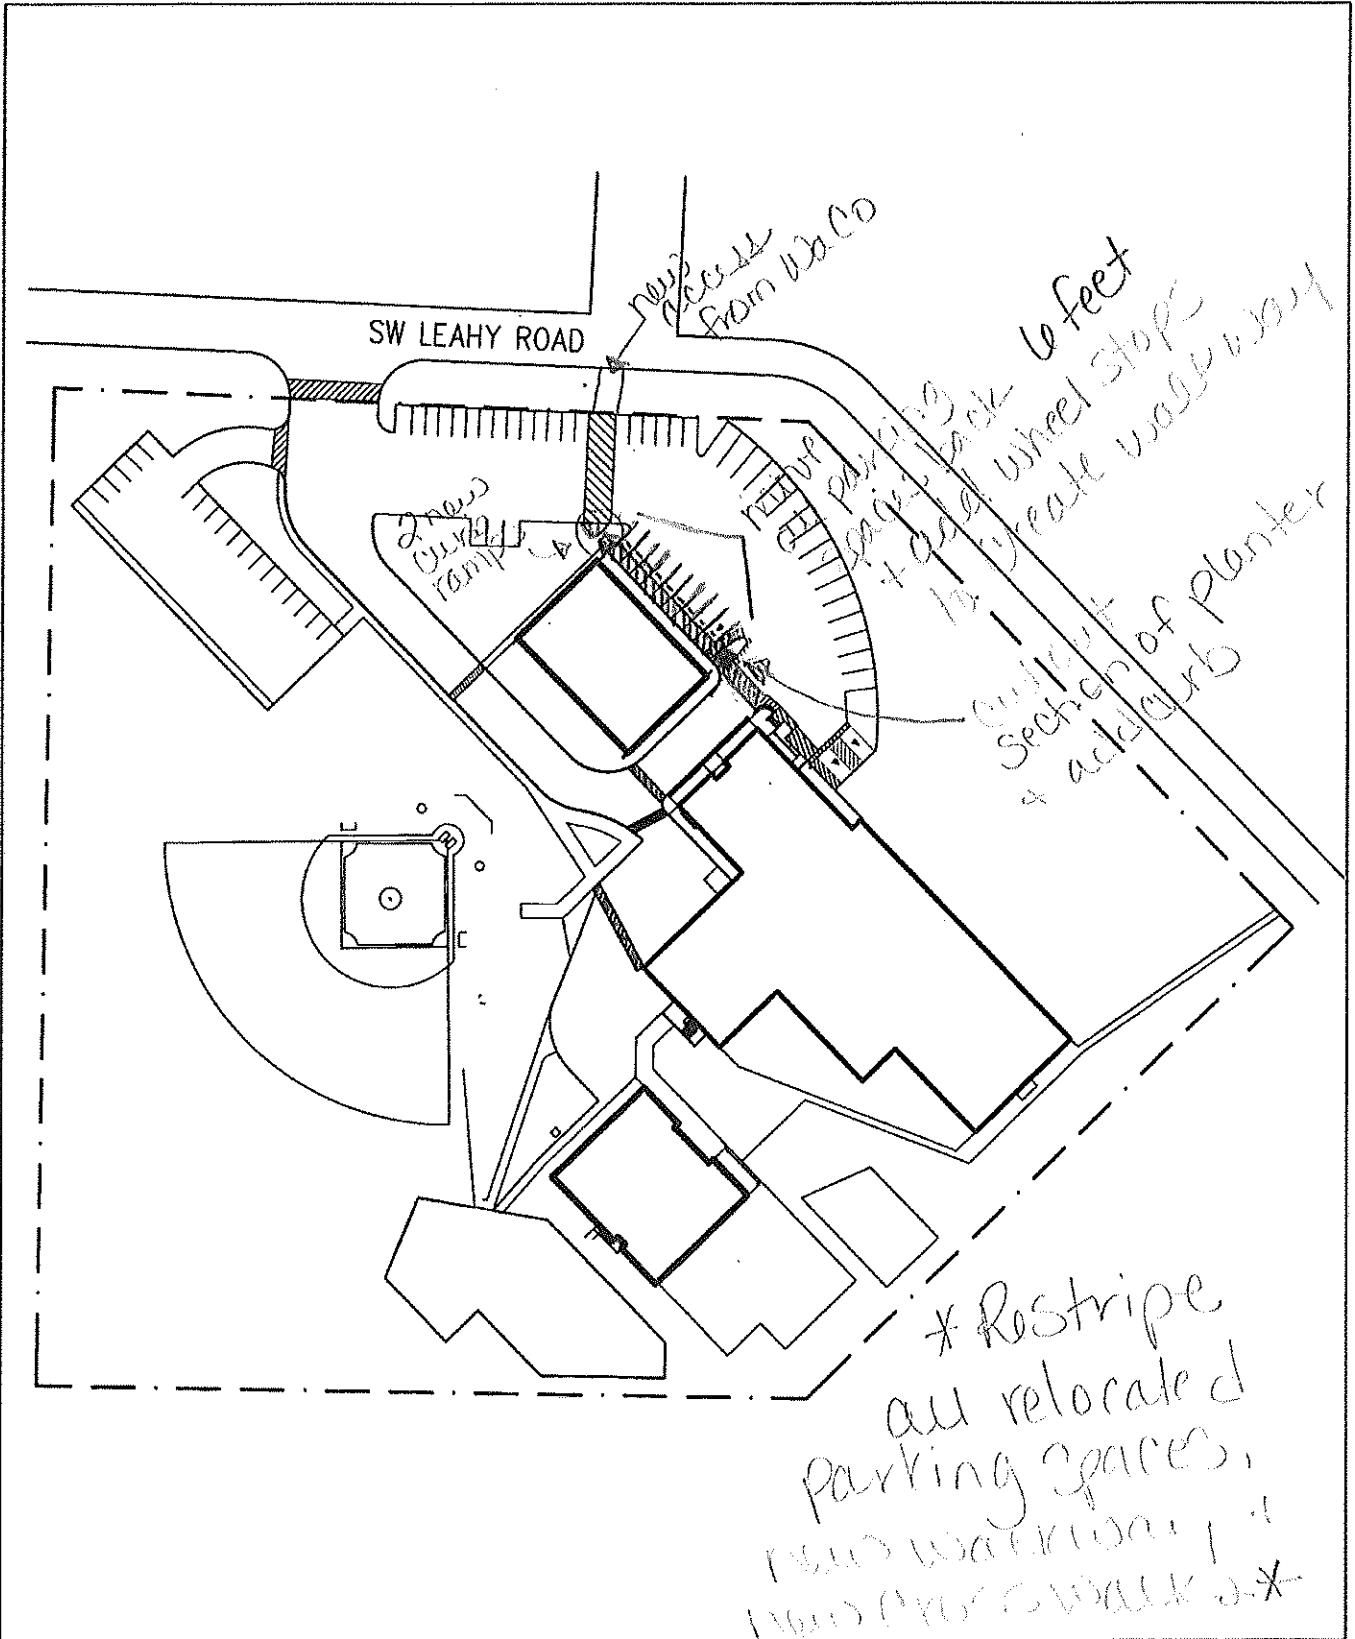 new
access
from WaCo
SW LEAHY ROAD
6 feet
move
parking
spaces back
+ add wheel stops
to create walkway
2 new
curb
ramps
cut out
section of planter
+ add curb
* Restripe
all relocated
parking spaces,
new walkway, +
new crosswalk *